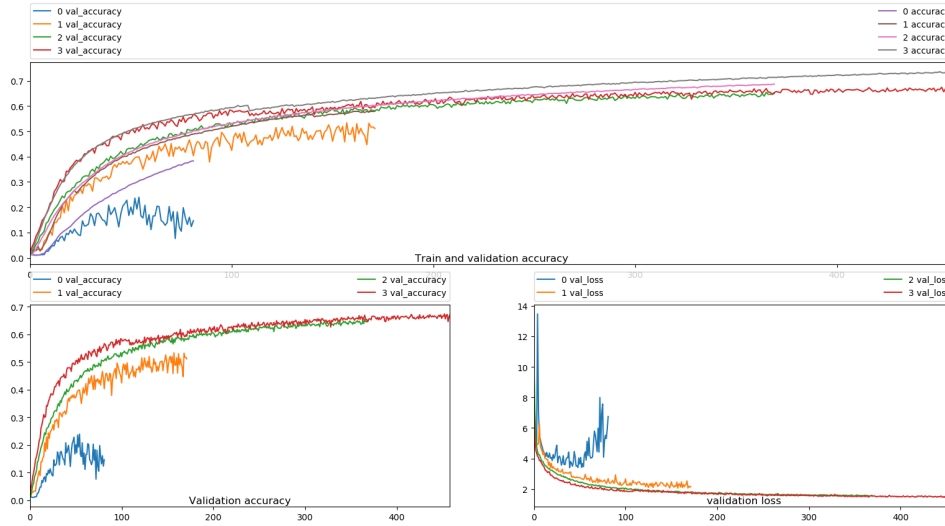 0 val_accuracy
1 val_accuracy
2 val_accuracy
3 val_accuracy
0 accurac
1 accurac
2 accurac
3 accurac
0.7
0.6
0.5
0.4
0.3
0.2
0.1
0.0
Train and validation accuracy
0 100 200 300 400
0 val_accuracy 2 val_accuracy
1 val_accuracy 3 val_accuracy
0.7
0.6
0.5
0.4
0.3
0.2
0.1
0.0
Validation accuracy
0 100 200 300 400
0 val_loss 2 val_los
1 val_loss 3 val_los
14
12
10
8
6
4
2
validation loss
0 100 200 300 400